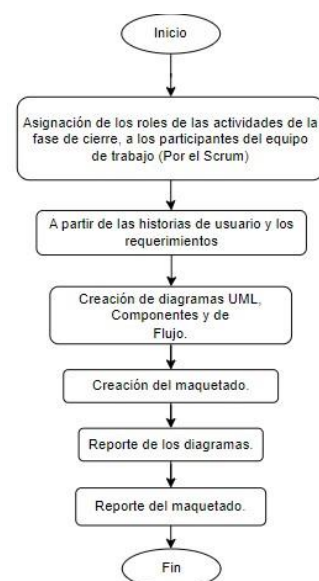 Inicio
Asignación de los roles de las actividades de la
fase de cierre, a los participantes del equipo
de trabajo (Por el Scrum)
A partir de las historias de usuario y los
requerimientos
Creación de diagramas UML,
Componentes y de
Flujo.
Creación del maquetado.
Reporte de los diagramas.
Reporte del maquetado.
Fin